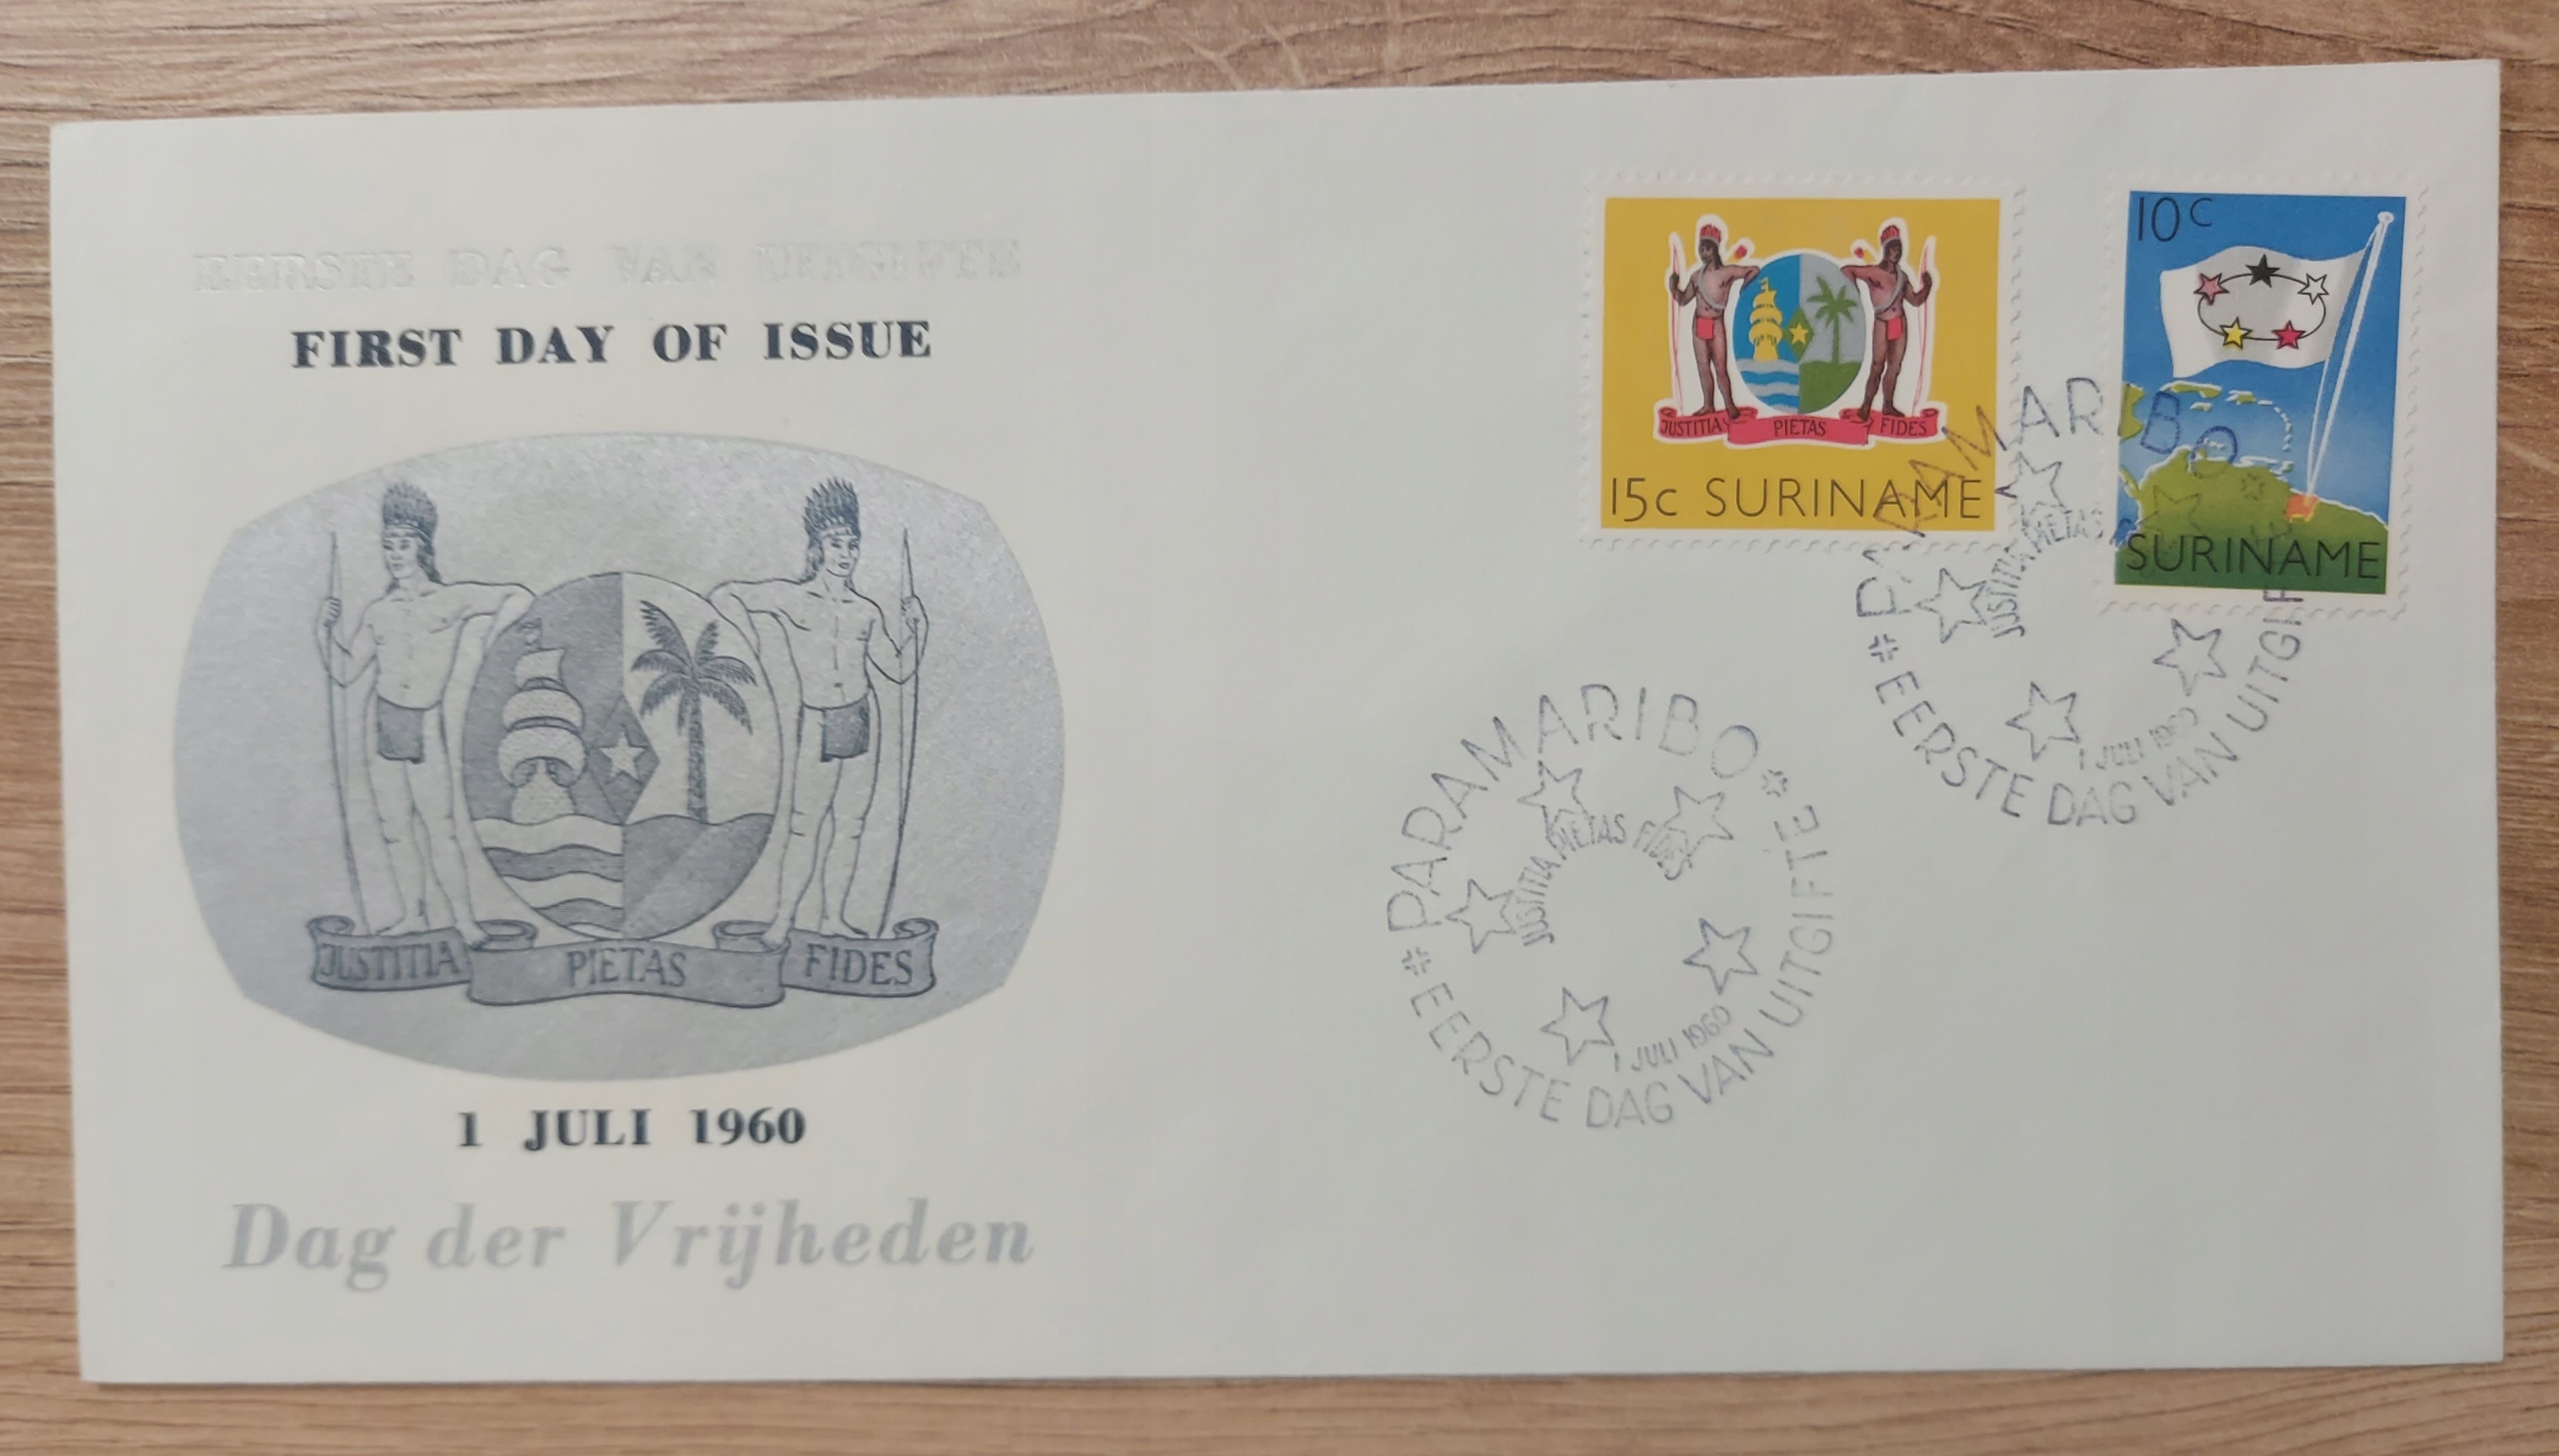 EERSTE DAG VAN UITGIFTE
FIRST DAY OF ISSUE
JUSTITIA PIETAS FIDES
1 JULI 1960
Dag der Vrijheden
JUSTITIA PIETAS FIDES
15c SURINAME
10c
SURINAME
PARAMARIBO
JUSTITIA PIETAS
1 JULI 1960
EERSTE DAG VAN UITGIF
PARAMARIBO
JUSTITIA PIETAS FIDES
1 JULI 1960
EERSTE DAG VAN UITGIFTE